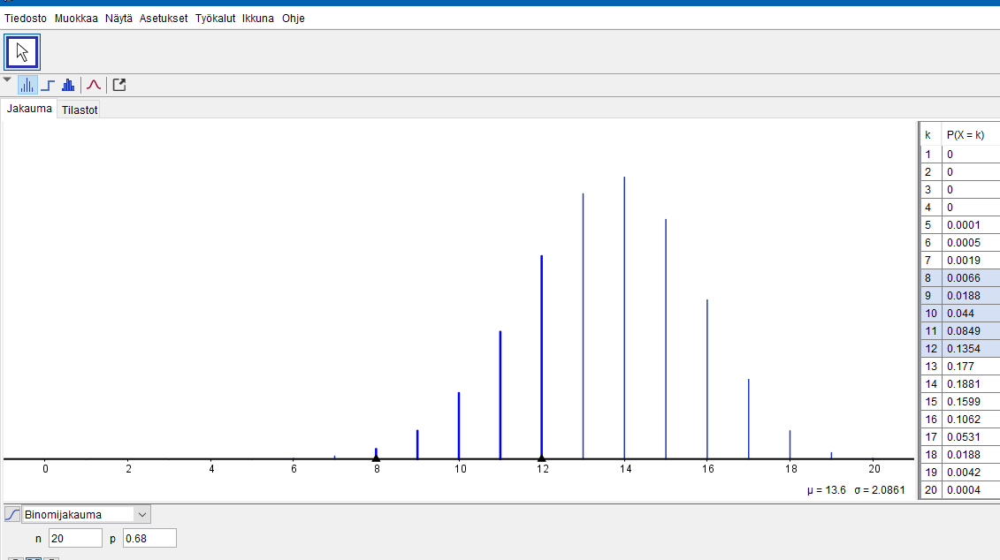 Tiedosto Muokkaa Näytä Asetukset Työkalut Ikkuna Ohje
Jakauma Tilastot
k P(X = k)
1 0
2 0
3 0
4 0
5 0.0001
6 0.0005
7 0.0019
8 0.0066
9 0.0188
10 0.044
11 0.0849
12 0.1354
13 0.177
14 0.1881
15 0.1599
16 0.1062
17 0.0531
18 0.0188
19 0.0042
20 0.0004
0 2 4 6 8 10 12 14 16 18 20
μ = 13.6 σ = 2.0861
Binomijakauma
n 20 p 0.68